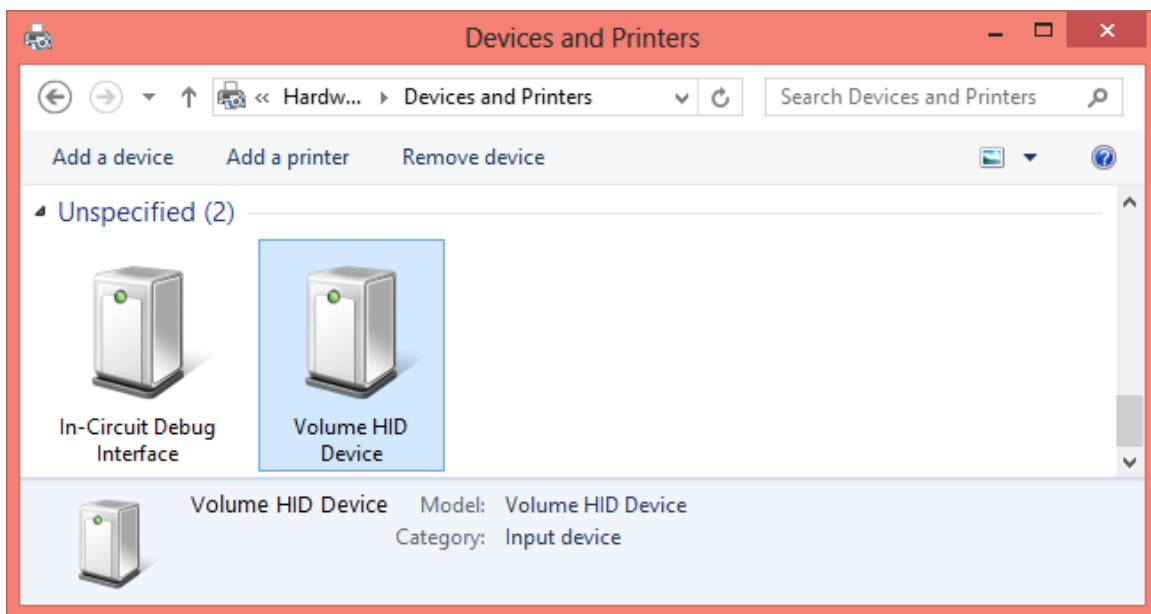 Devices and Printers
« Hardw... Devices and Printers
Search Devices and Printers
Add a device Add a printer Remove device
Unspecified (2)
In-Circuit Debug
Interface
Volume HID
Device
Volume HID Device Model: Volume HID Device
Category: Input device